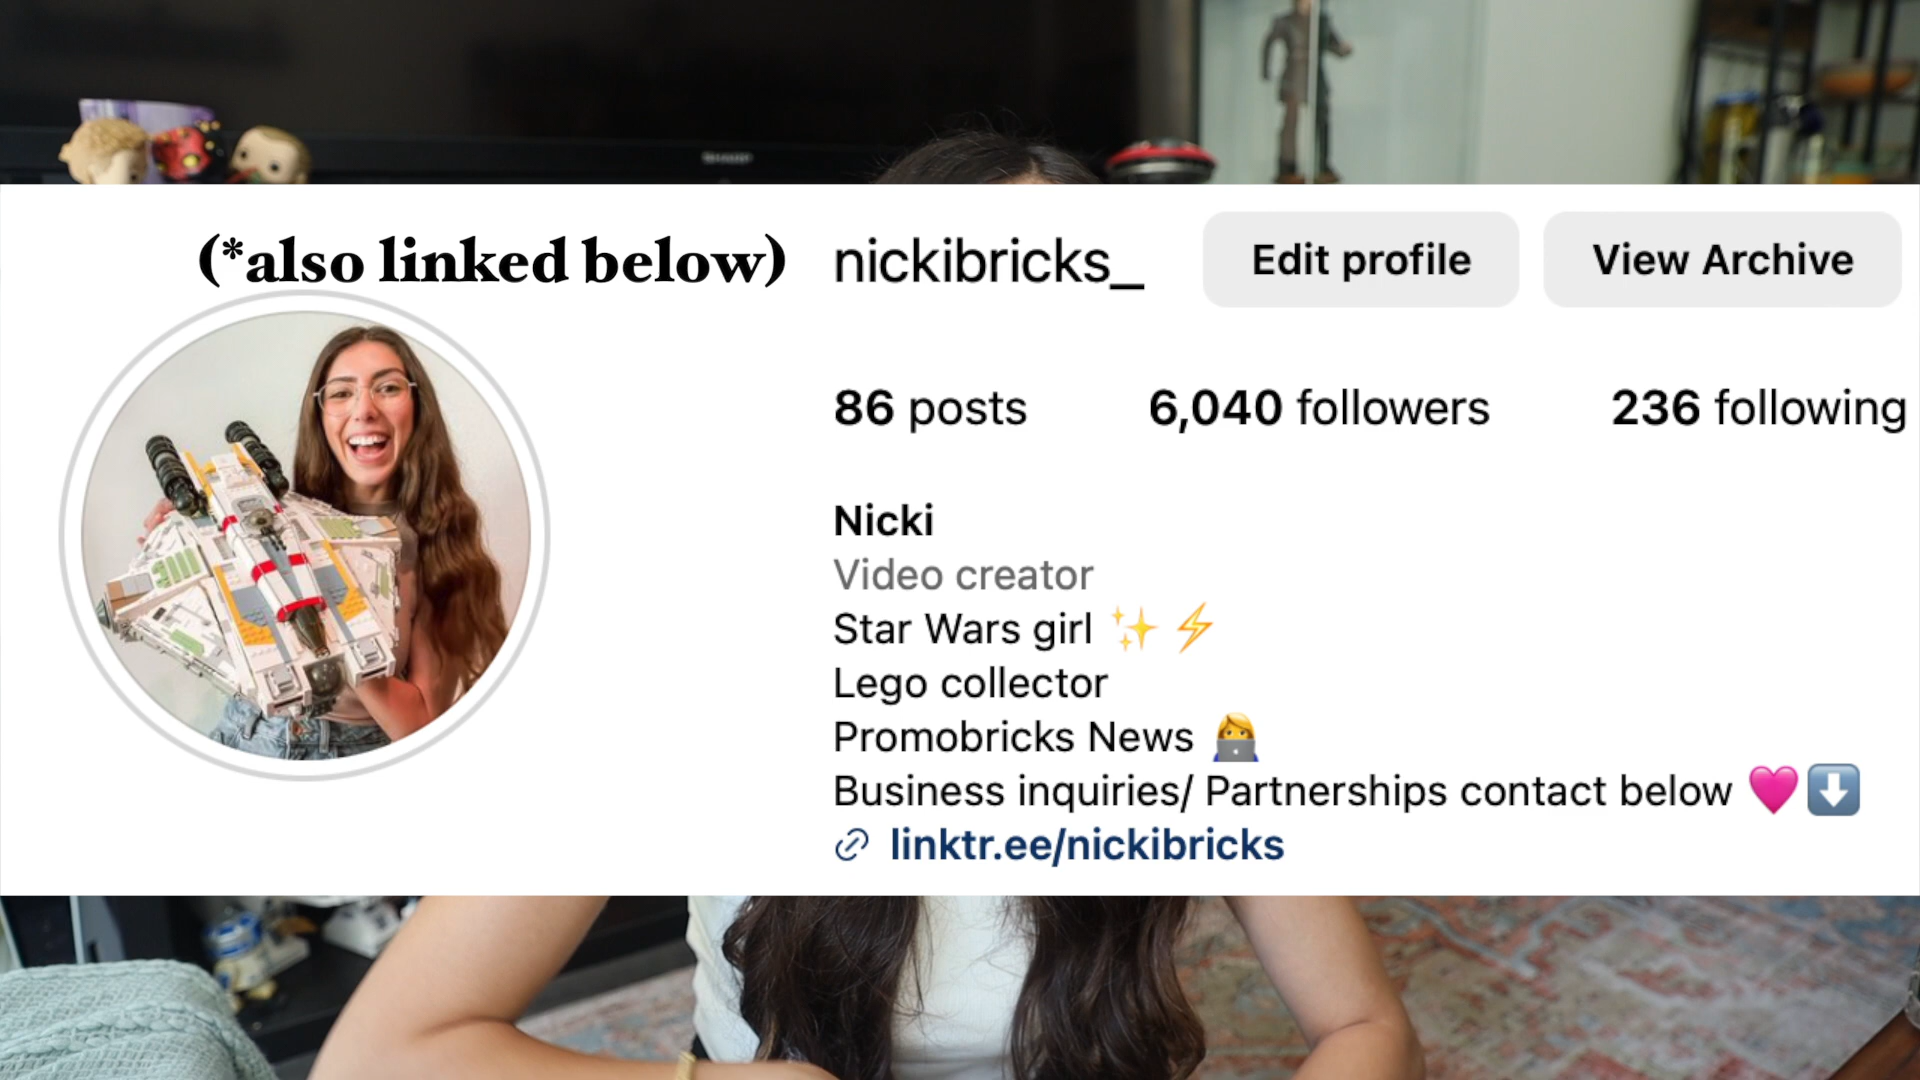 (*also linked below)
nickibricks_
Edit profile
View Archive
86 posts
6,040 followers
236 following
Nicki
Video creator
Star Wars girl ✨⚡
Lego collector
Promobricks News 👩‍💻
Business inquiries/ Partnerships contact below 🩷⬇️
linktr.ee/nickibricks
SHARP